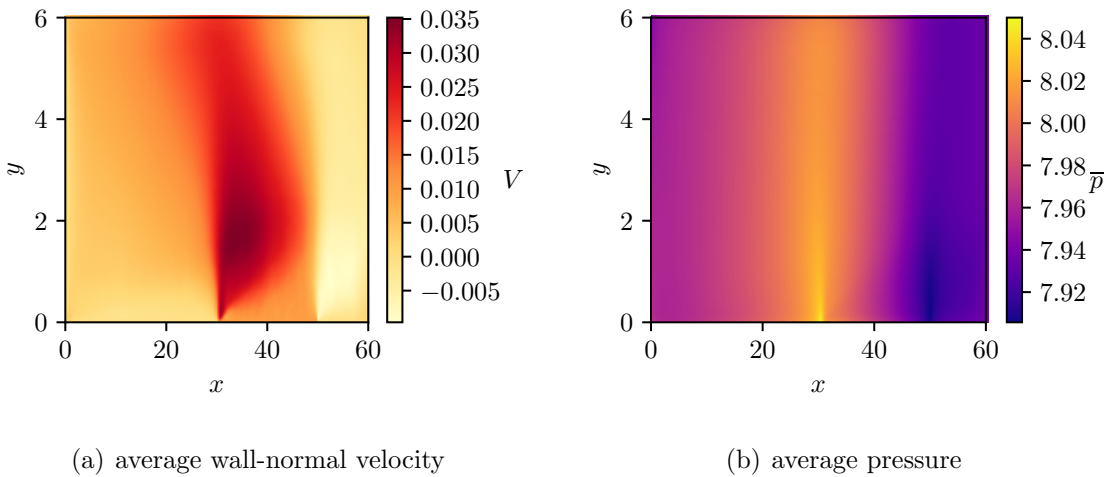 6
4
2
0
y
0 20 40 60
x
0.035
0.030
0.025
0.020
0.015
0.010
0.005
0.000
−0.005
V
(a) average wall-normal velocity
6
4
2
0
y
0 20 40 60
x
8.04
8.02
8.00
7.98
7.96
7.94
7.92
p̅
(b) average pressure